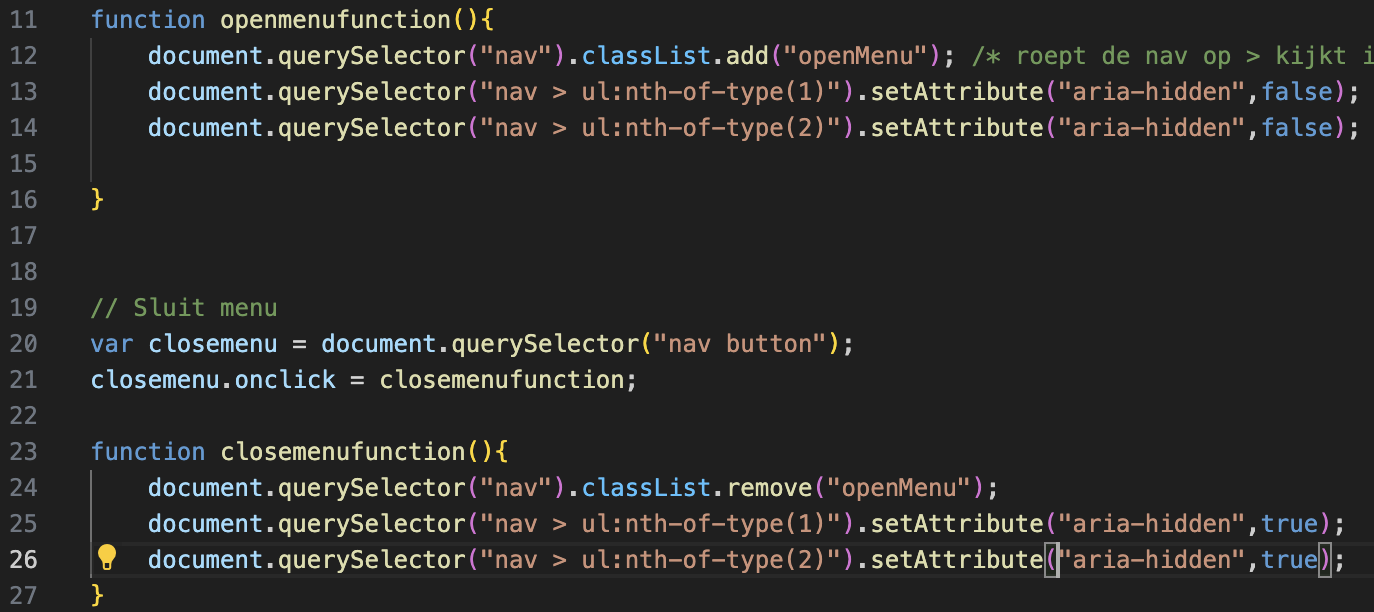 11 function openmenufunction(){
12 document.querySelector("nav").classList.add("openMenu"); /* roept de nav op > kijkt i
13 document.querySelector("nav > ul:nth-of-type(1)").setAttribute("aria-hidden",false);
14 document.querySelector("nav > ul:nth-of-type(2)").setAttribute("aria-hidden",false);
15
16 }
17
18
19 // Sluit menu
20 var closemenu = document.querySelector("nav button");
21 closemenu.onclick = closemenufunction;
22
23 function closemenufunction(){
24 document.querySelector("nav").classList.remove("openMenu");
25 document.querySelector("nav > ul:nth-of-type(1)").setAttribute("aria-hidden",true);
26 document.querySelector("nav > ul:nth-of-type(2)").setAttribute("aria-hidden",true);
27 }